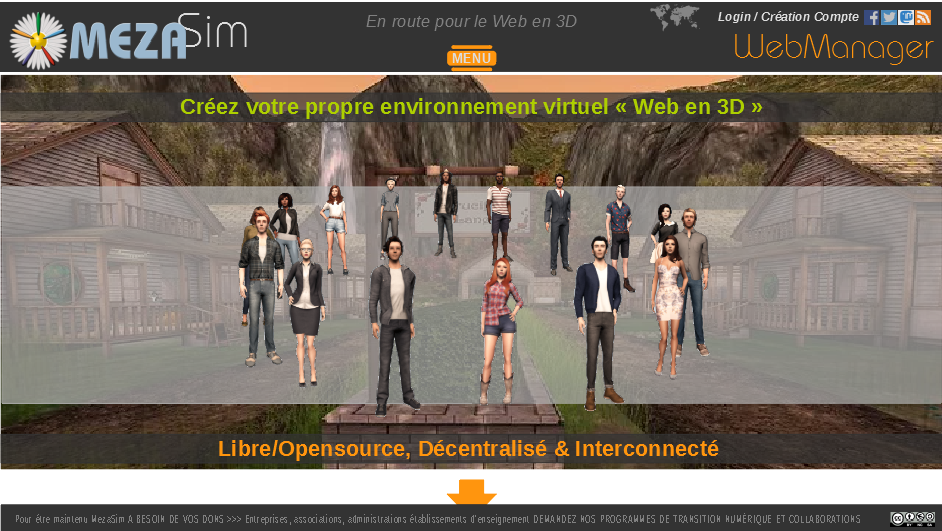 MEZASim
En route pour le Web en 3D
Login / Création Compte
MENU
WebManager
Créez votre propre environnement virtuel « Web en 3D »
Libre/Opensource, Décentralisé & Interconnecté
Pour être maintenu MezaSim A BESOIN DE VOS DONS >>> Entreprises, associations, administrations établissements d'enseignement DEMANDEZ NOS PROGRAMMES DE TRANSITION NUMÉRIQUE ET COLLABORATIONS